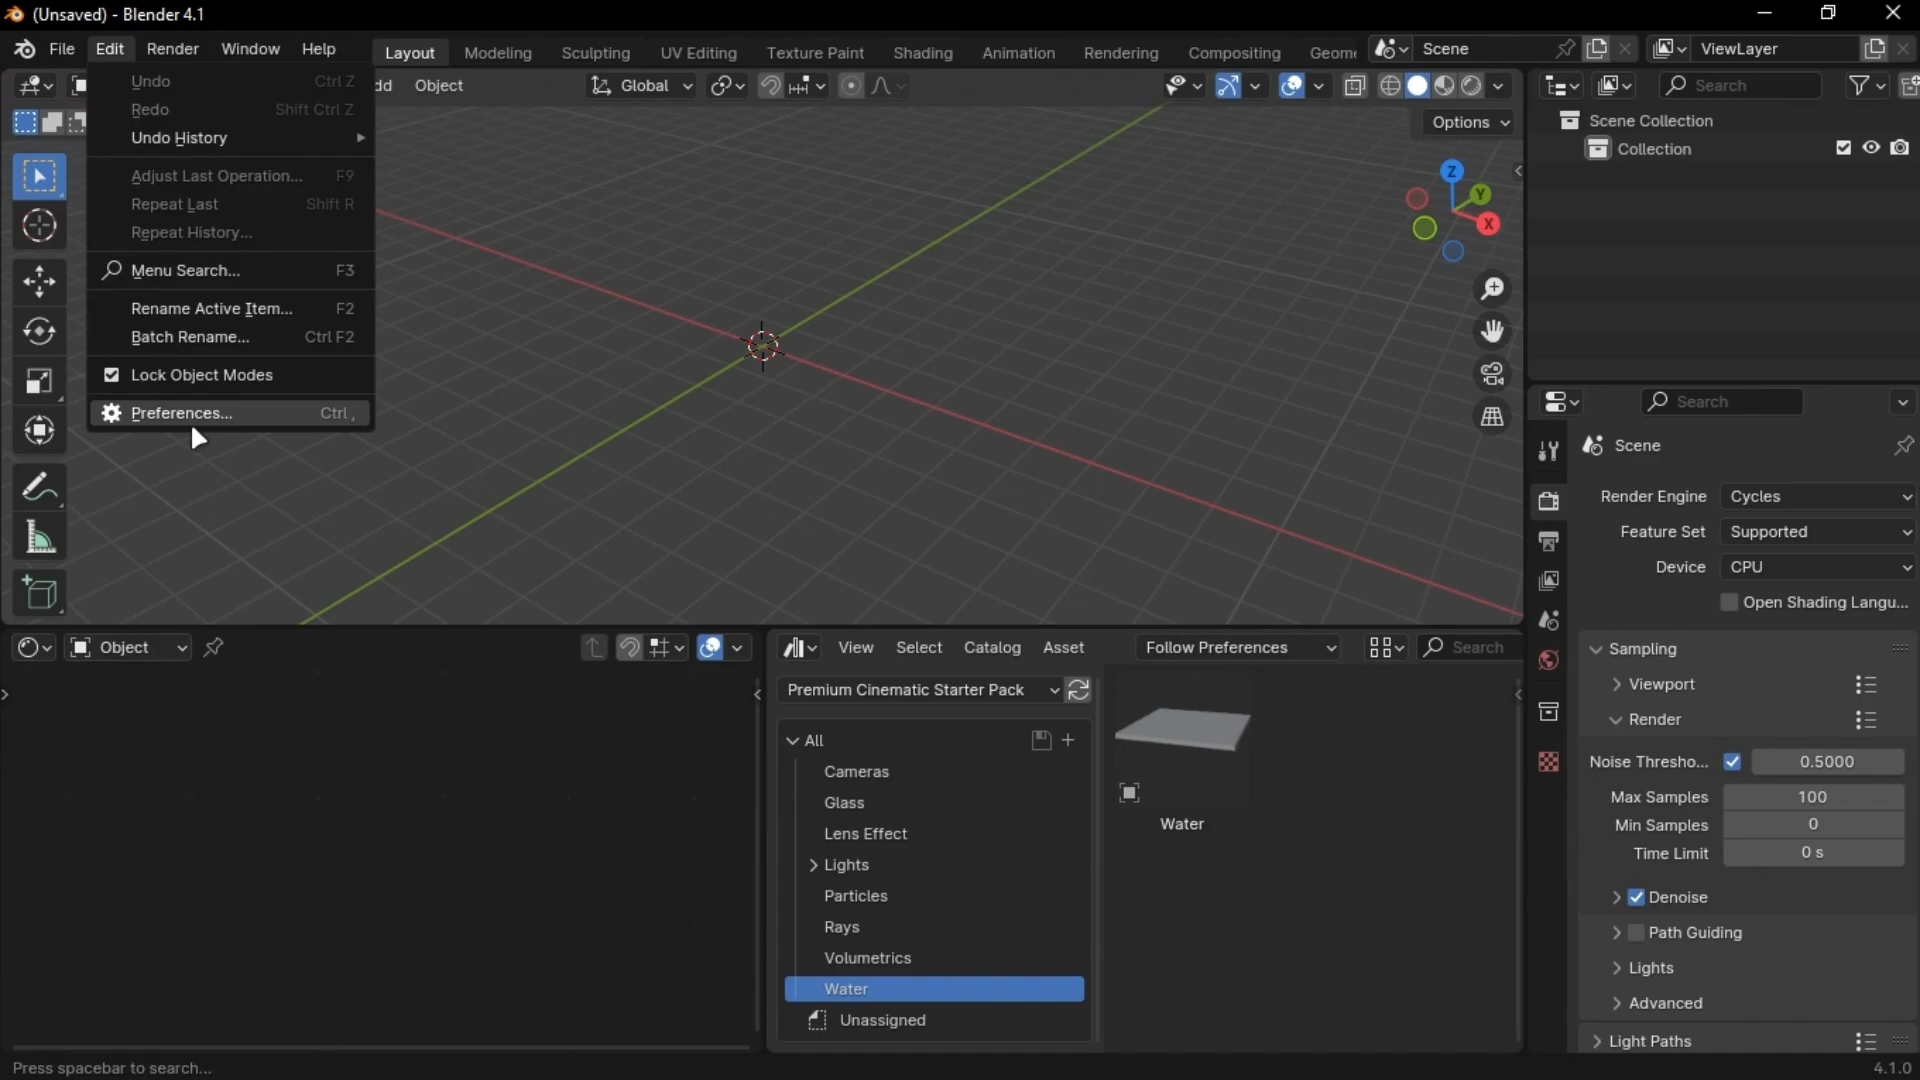 (Unsaved) - Blender 4.1
File Edit Render Window Help Layout Modeling Sculpting UV Editing Texture Paint Shading Animation Rendering Compositing Geome Scene ViewLayer
dd Object Global Search
Options
Undo Ctrl Z
Redo Shift Ctrl Z
Undo History
Adjust Last Operation... F9
Repeat Last Shift R
Repeat History...
Menu Search... F3
Rename Active Item... F2
Batch Rename... Ctrl F2
Lock Object Modes
Preferences... Ctrl ,
Z
Y
X
Scene Collection
Collection
Search
Scene
Render Engine Cycles
Feature Set Supported
Device CPU
Open Shading Langu...
Sampling
Viewport
Render
Noise Thresho... 0.5000
Max Samples 100
Min Samples 0
Time Limit 0 s
Denoise
Path Guiding
Lights
Advanced
Light Paths
Object
View Select Catalog Asset Follow Preferences Search
Premium Cinematic Starter Pack
All
Cameras
Glass
Lens Effect
Lights
Particles
Rays
Volumetrics
Water
Unassigned
Water
Press spacebar to search... 4.1.0